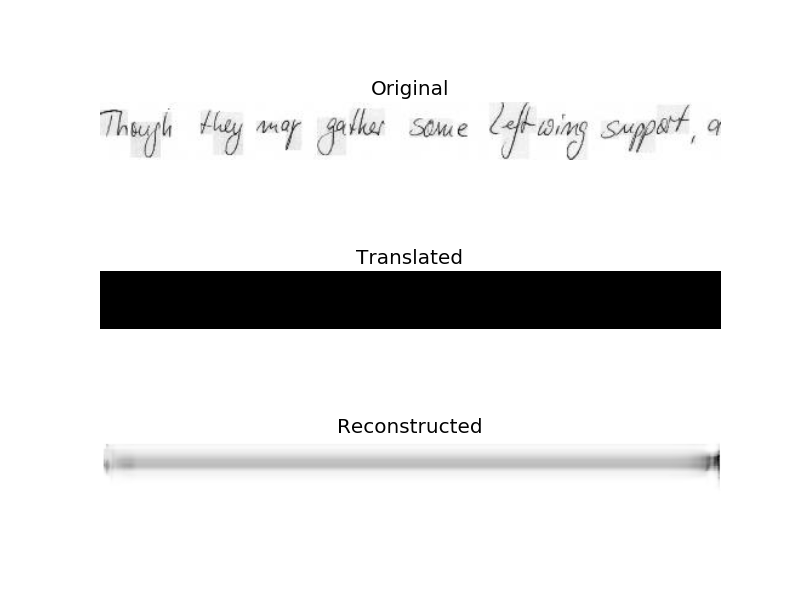 Original
Though they may gather some Left-wing support, a
Translated
Reconstructed